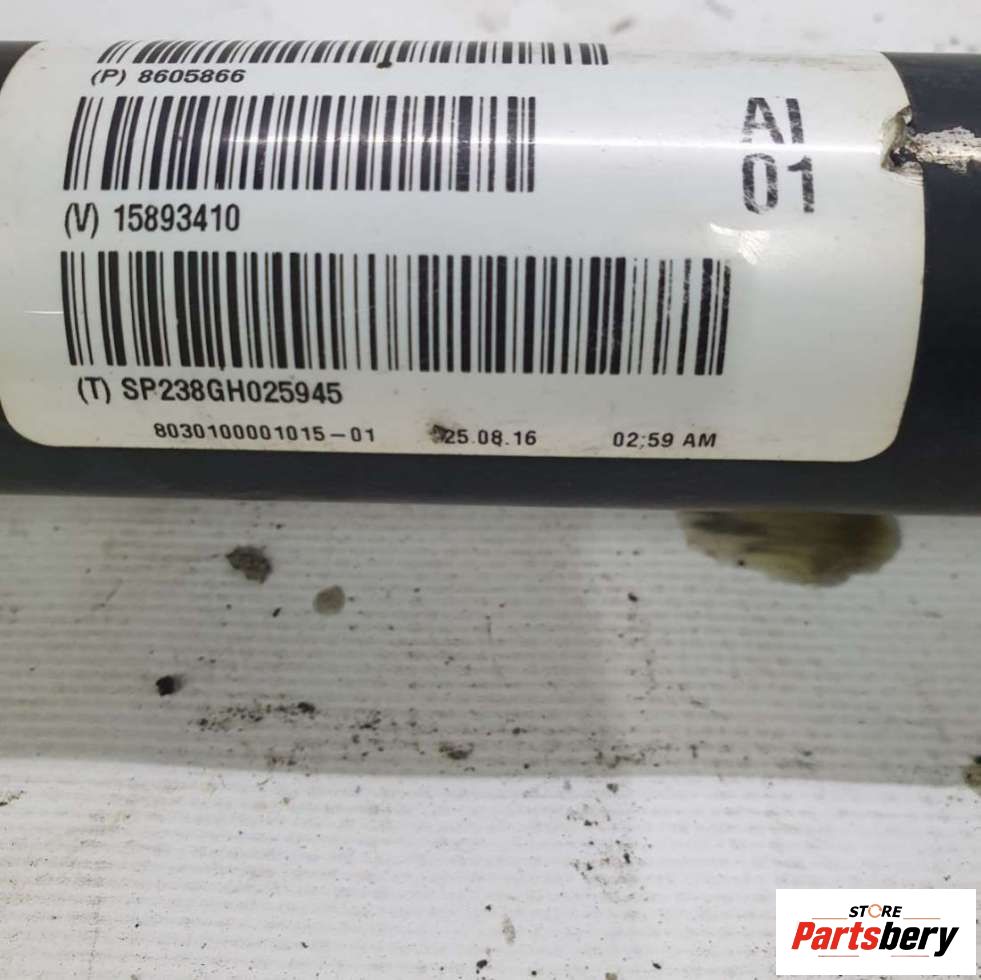 (P) 8605866
AI
01
(V) 15893410
(T) SP238GH025945
8030100001015-01 25.08.16 02:59 AM
STORE
Partsbery